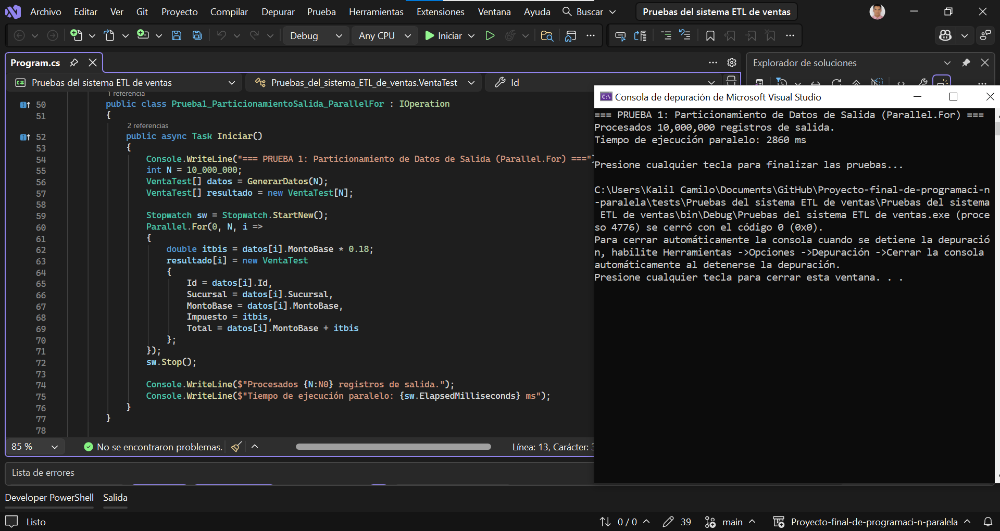 Archivo Editar Ver Git Proyecto Compilar Depurar Prueba Herramientas Extensiones Ventana Ayuda Buscar Pruebas del sistema ETL de ventas
Debug Any CPU Iniciar
Program.cs
Explorador de soluciones
C# Pruebas del sistema ETL de ventas
Pruebas_del_sistema_ETL_de_ventas.VentaTest
Id
1 referencia
50 public class Prueba1_ParticionamientoSalida_ParallelFor : IOperation
51 {
2 referencias
52 public async Task Iniciar()
53 {
54 Console.WriteLine("=== PRUEBA 1: Particionamiento de Datos de Salida (Parallel.For) ==="
55 int N = 10_000_000;
56 VentaTest[] datos = GenerarDatos(N);
57 VentaTest[] resultado = new VentaTest[N];
58
59 Stopwatch sw = Stopwatch.StartNew();
60 Parallel.For(0, N, i =>
61 {
62 double itbis = datos[i].MontoBase * 0.18;
63 resultado[i] = new VentaTest
64 {
65 Id = datos[i].Id,
66 Sucursal = datos[i].Sucursal,
67 MontoBase = datos[i].MontoBase,
68 Impuesto = itbis,
69 Total = datos[i].MontoBase + itbis
70 };
71 });
72 sw.Stop();
73
74 Console.WriteLine($"Procesados {N:N0} registros de salida.");
75 Console.WriteLine($"Tiempo de ejecución paralelo: {sw.ElapsedMilliseconds} ms");
76 }
77 }
78
85 % No se encontraron problemas. Línea: 13, Carácter:
Lista de errores
Developer PowerShell Salida
Listo
0 / 0 39 main Proyecto-final-de-programaci-n-paralela
C:\ Consola de depuración de Microsoft Visual Studio
=== PRUEBA 1: Particionamiento de Datos de Salida (Parallel.For) ===
Procesados 10,000,000 registros de salida.
Tiempo de ejecución paralelo: 2860 ms
Presione cualquier tecla para finalizar las pruebas...
C:\Users\Kalil Camilo\Documents\GitHub\Proyecto-final-de-programaci-n
-paralela\tests\Pruebas del sistema ETL de ventas\Pruebas del sistema
ETL de ventas\bin\Debug\Pruebas del sistema ETL de ventas.exe (proce
so 4776) se cerró con el código 0 (0x0).
Para cerrar automáticamente la consola cuando se detiene la depuració
n, habilite Herramientas ->Opciones ->Depuración ->Cerrar la consola
automáticamente al detenerse la depuración.
Presione cualquier tecla para cerrar esta ventana. . .